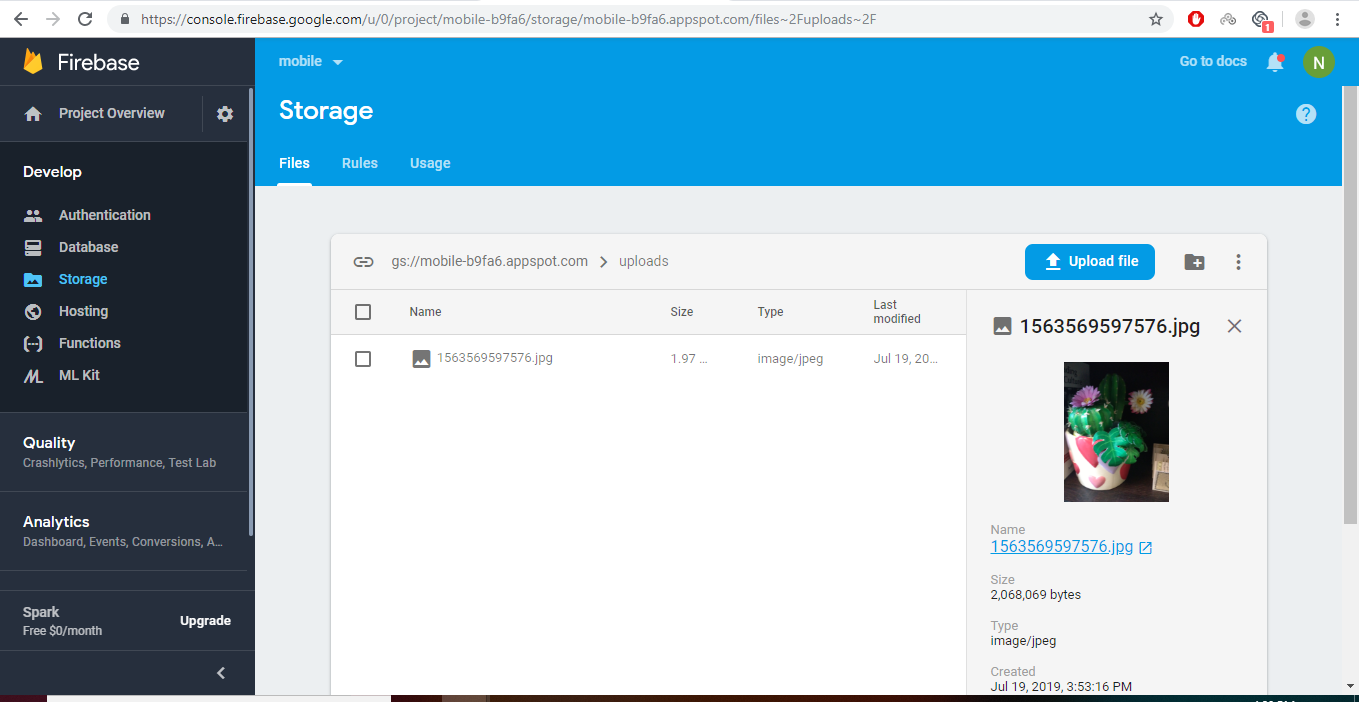 https://console.firebase.google.com/u/0/project/mobile-b9fa6/storage/mobile-b9fa6.appspot.com/files~2Fuploads~2F
1
Firebase
mobile
Go to docs
N
Project Overview
Storage
?
Files Rules Usage
Develop
Authentication
Database
Storage
Hosting
Functions
ML Kit
Quality
Crashlytics, Performance, Test Lab
Analytics
Dashboard, Events, Conversions, A...
Spark
Free $0/month
Upgrade
gs://mobile-b9fa6.appspot.com > uploads
Upload file
Name Size Type Last modified
1563569597576.jpg 1.97 ... image/jpeg Jul 19, 20...
1563569597576.jpg
Name
1563569597576.jpg
Size
2,068,069 bytes
Type
image/jpeg
Created
Jul 19, 2019, 3:53:16 PM